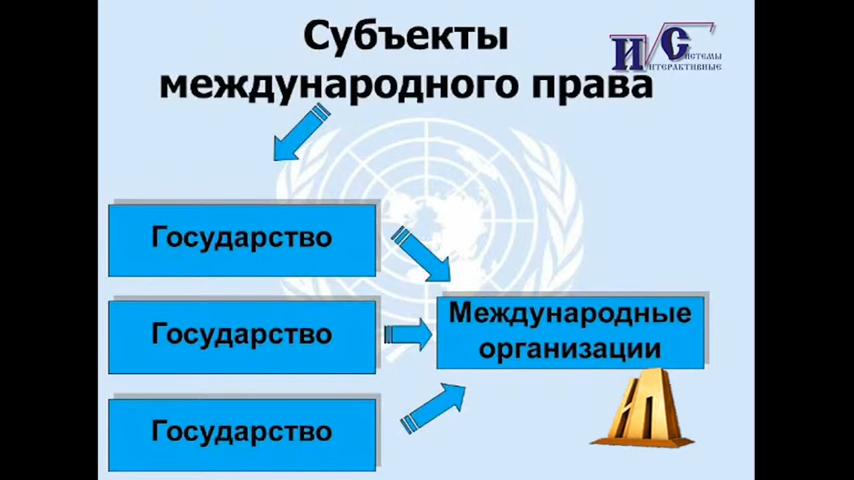 Субъекты
международного права
ИС
истемы
нтерактивные
Государство
Государство
Государство
Международные
организации